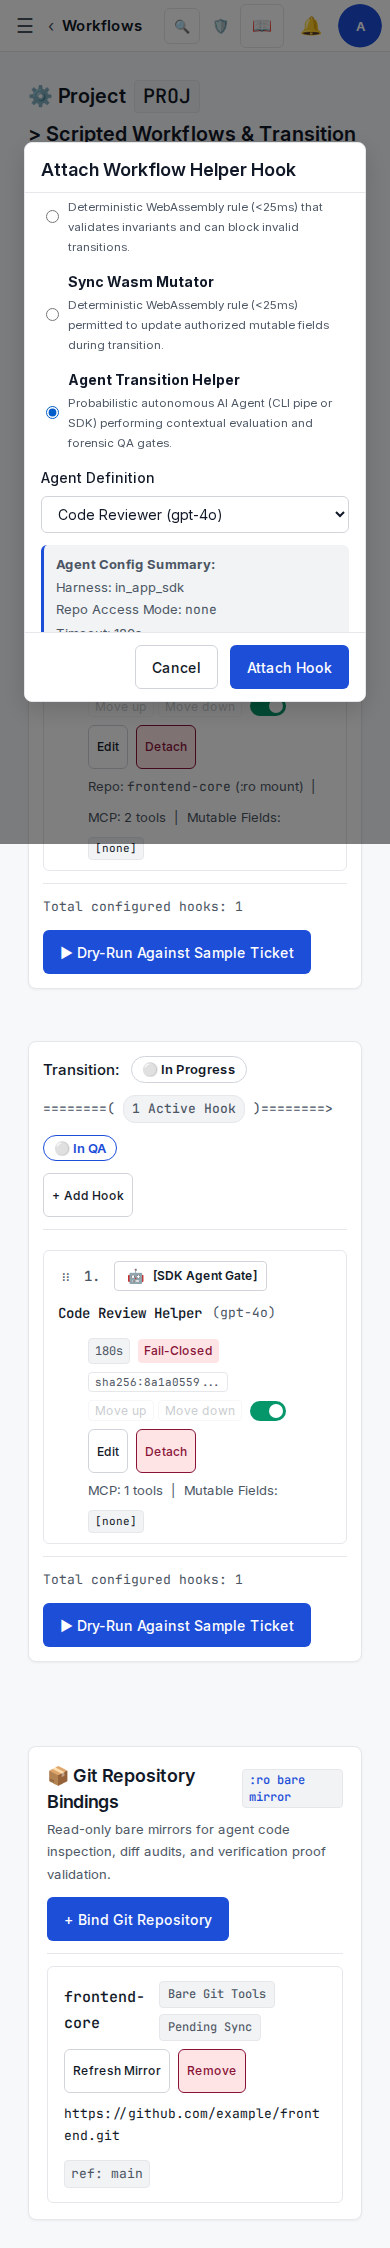 Workflows
A
Project PROJ
> Scripted Workflows & Transition
Attach Workflow Helper Hook
Deterministic WebAssembly rule (<25ms) that
validates invariants and can block invalid
transitions.
Sync Wasm Mutator
Deterministic WebAssembly rule (<25ms)
permitted to update authorized mutable fields
during transition.
Agent Transition Helper
Probabilistic autonomous AI Agent (CLI pipe or
SDK) performing contextual evaluation and
forensic QA gates.
Agent Definition
Code Reviewer (gpt-4o)
Agent Config Summary:
Harness: in_app_sdk
Repo Access Mode: none
Timeout: 180s
Cancel
Attach Hook
Move up Move down
Edit Detach
Repo: frontend-core (:ro mount) |
MCP: 2 tools | Mutable Fields:
[none]
Total configured hooks: 1
▶ Dry-Run Against Sample Ticket
Transition: In Progress
========( 1 Active Hook )========>
In QA
+ Add Hook
1. [SDK Agent Gate]
Code Review Helper (gpt-4o)
180s Fail-Closed
sha256:8a1a0559...
Move up Move down
Edit Detach
MCP: 1 tools | Mutable Fields:
[none]
Total configured hooks: 1
▶ Dry-Run Against Sample Ticket
Git Repository
Bindings
:ro bare
mirror
Read-only bare mirrors for agent code
inspection, diff audits, and verification proof
validation.
+ Bind Git Repository
frontend-
core
Bare Git Tools
Pending Sync
Refresh Mirror Remove
https://github.com/example/front
end.git
ref: main